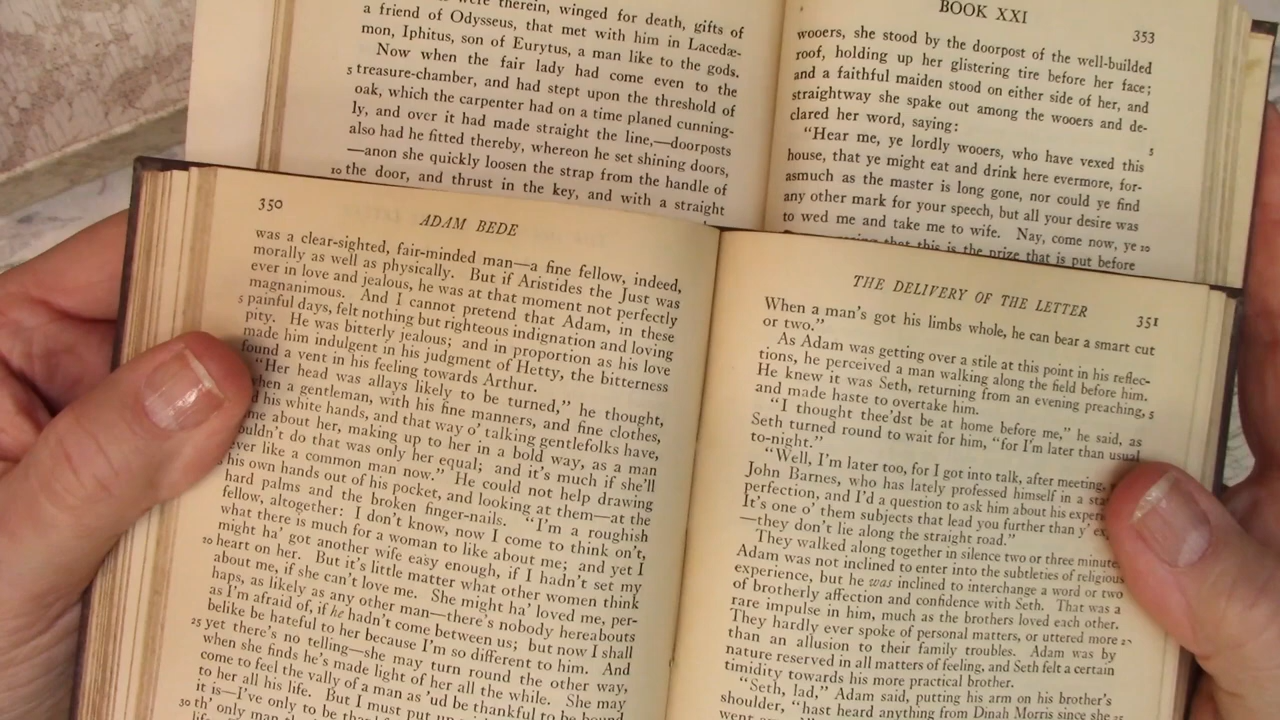 were therein, winged for death, gifts of
a friend of Odysseus, that met with him in Lacedæ-
mon, Iphitus, son of Eurytus, a man like to the gods.
Now when the fair lady had come even to the
5 treasure-chamber, and had stept upon the threshold of
oak, which the carpenter had on a time planed cunning-
ly, and over it had made straight the line,—doorposts
also had he fitted thereby, whereon he set shining doors,
—anon she quickly loosen the strap from the handle of
10 the door, and thrust in the key, and with a straight
BOOK XXI
353
wooers, she stood by the doorpost of the well-builded
roof, holding up her glistering tire before her face;
and a faithful maiden stood on either side of her, and
straightway she spake out among the wooers and de-
clared her word, saying:
"Hear me, ye lordly wooers, who have vexed this
5
house, that ye might eat and drink here evermore, for-
asmuch as the master is long gone, nor could ye find
any other mark for your speech, but all your desire was
to wed me and take me to wife. Nay, come now, ye 10
that this is the prize that is put before
350
ADAM BEDE
was a clear-sighted, fair-minded man—a fine fellow, indeed,
morally as well as physically. But if Aristides the Just was
ever in love and jealous, he was at that moment not perfectly
magnanimous. And I cannot pretend that Adam, in these
5 painful days, felt nothing but righteous indignation and loving
pity. He was bitterly jealous; and in proportion as his love
made him indulgent in his judgment of Hetty, the bitterness
found a vent in his feeling towards Arthur.
"Her head was allays likely to be turned," he thought,
when a gentleman, with his fine manners, and fine clothes,
his white hands, and that way o' talking gentlefolks have,
about her, making up to her in a bold way, as a man
do that was only her equal; and it's much if she'll
like a common man now." He could not help drawing
his own hands out of his pocket, and looking at them—at the
hard palms and the broken finger-nails. "I'm a roughish
fellow, altogether: I don't know, now I come to think on't,
what there is much for a woman to like about me; and yet I
might ha' got another wife easy enough, if I hadn't set my
20 heart on her. But it's little matter what other women think
about me, if she can't love me. She might ha' loved me, per-
haps, as likely as any other man—there's nobody hereabouts
as I'm afraid of, if he hadn't come between us; but now I shall
belike be hateful to her because I'm so different to him. And
25 yet there's no telling—she may turn round the other way,
when she finds he's made light of her all the while. She may
come to feel the vally of a man as 'ud be thankful to be bound
to her all his life. But I must put up
it is—I've only to be
30 th' only man
THE DELIVERY OF THE LETTER
351
When a man's got his limbs whole, he can bear a smart cut
or two."
As Adam was getting over a stile at this point in his reflec-
tions, he perceived a man walking along the field before him.
He knew it was Seth, returning from an evening preaching, 5
and made haste to overtake him.
"I thought thee'dst be at home before me," he said, as
Seth turned round to wait for him, "for I'm later than usual
to-night."
"Well, I'm later too, for I got into talk, after meeting,
John Barnes, who has lately professed himself in a
perfection, and I'd a question to ask him about his
It's one o' them subjects that lead you further than y'
—they don't lie along the straight road."
They walked along together in silence two or three
Adam was not inclined to enter into the subtleties of religious
experience, but he was inclined to interchange a word or two
of brotherly affection and confidence with Seth. That was a
rare impulse in him, much as the brothers loved each other.
They hardly ever spoke of personal matters, or uttered more
than an allusion to their family troubles. Adam was by
nature reserved in all matters of feeling, and Seth felt a certain
timidity towards his more practical brother.
"Seth, lad," Adam said, putting his arm on his brother's
shoulder, "hast heard anything from Dinah Morris since she 25
went